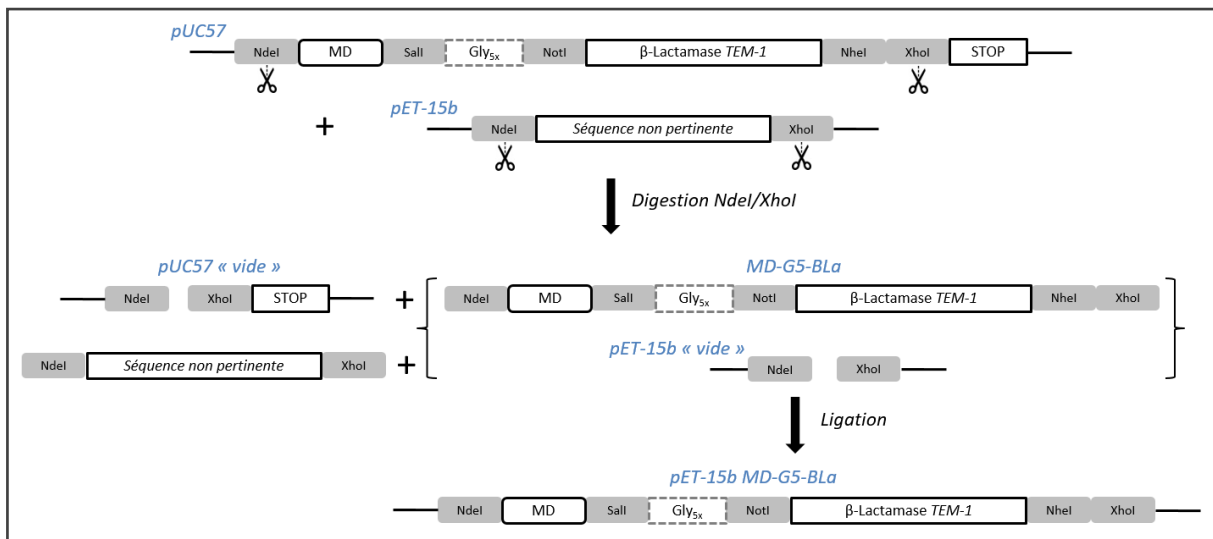 pUC57
NdeI MD SalI Gly5x NotI β-Lactamase TEM-1 NheI XhoI STOP
pET-15b
+ NdeI Séquence non pertinente XhoI
Digestion NdeI/XhoI
pUC57 « vide » MD-G5-BLa
NdeI XhoI STOP + NdeI MD SalI Gly5x NotI β-Lactamase TEM-1 NheI XhoI
pET-15b « vide »
NdeI Séquence non pertinente XhoI + NdeI XhoI
Ligation
pET-15b MD-G5-BLa
NdeI MD SalI Gly5x NotI β-Lactamase TEM-1 NheI XhoI